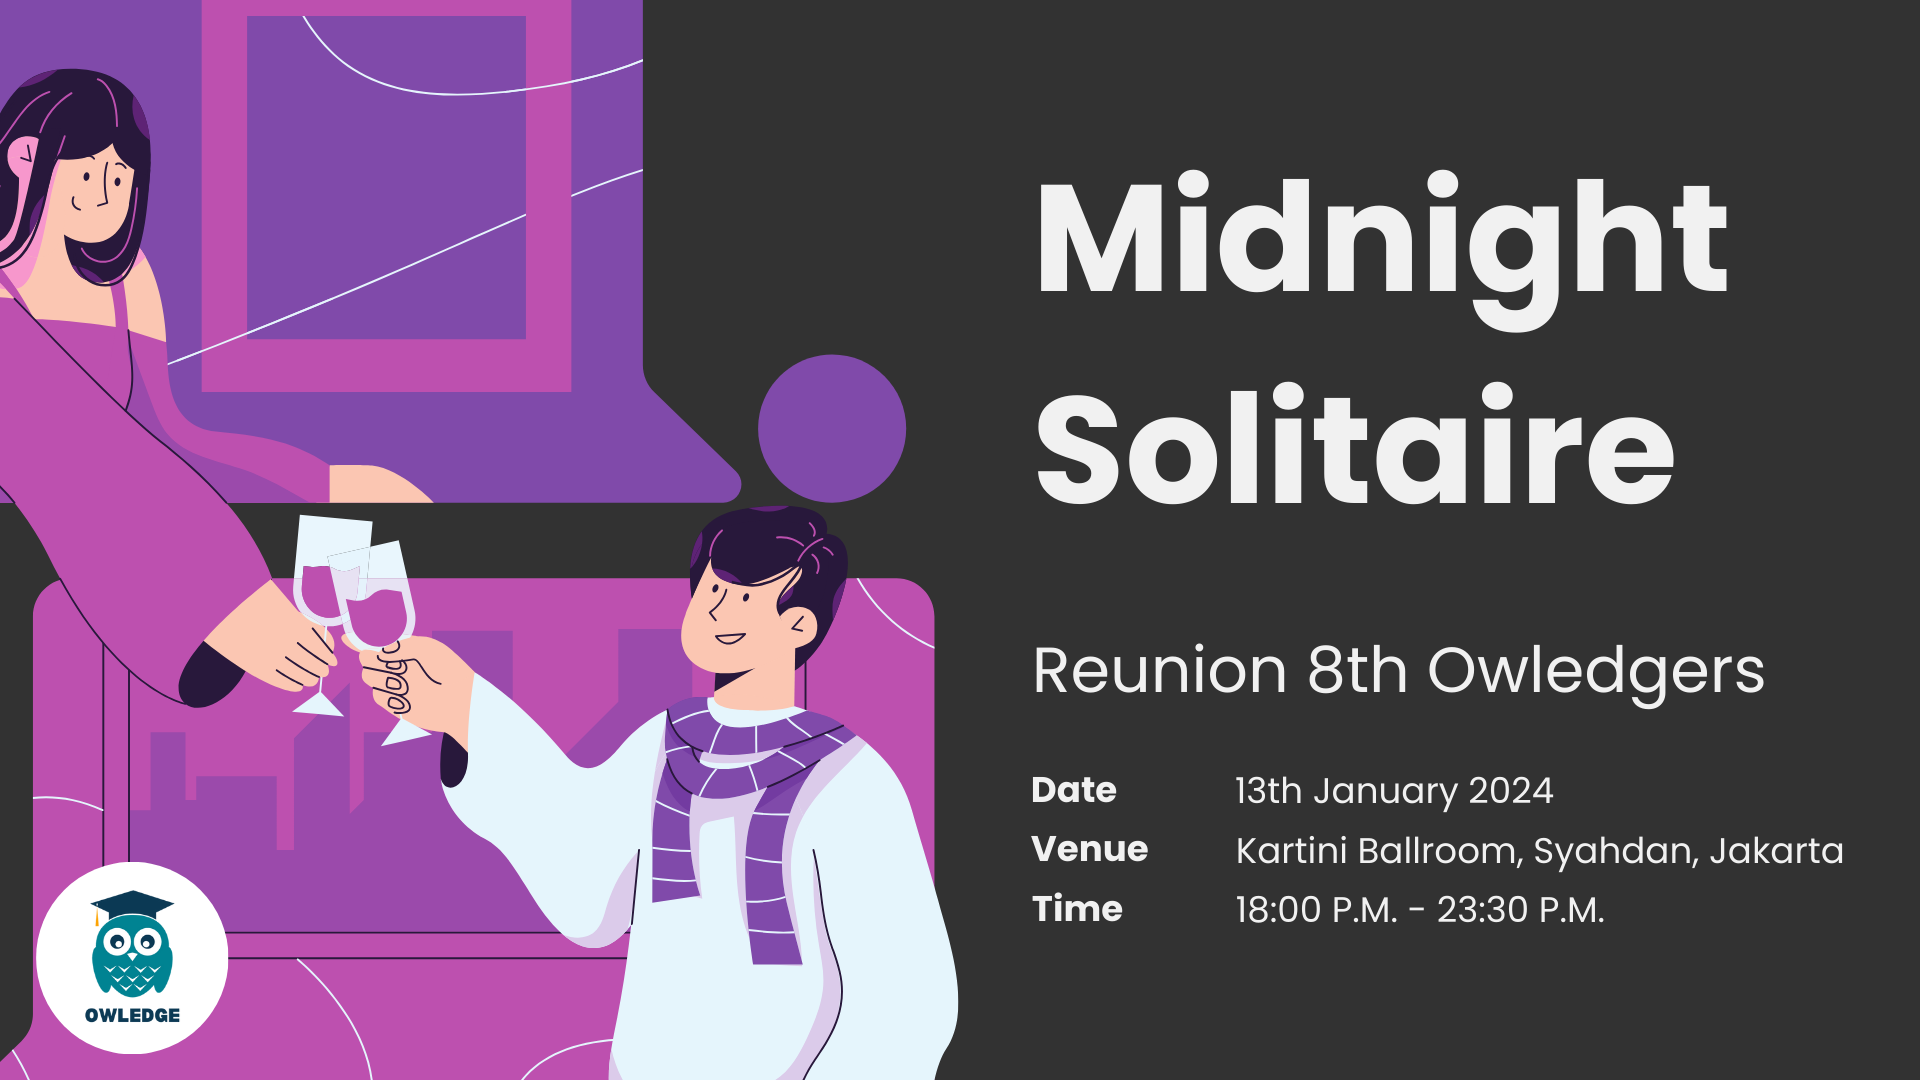 Midnight
Solitaire
Reunion 8th Owledgers
Date 13th January 2024
Venue Kartini Ballroom, Syahdan, Jakarta
Time 18:00 P.M. - 23:30 P.M.
OWLEDGE